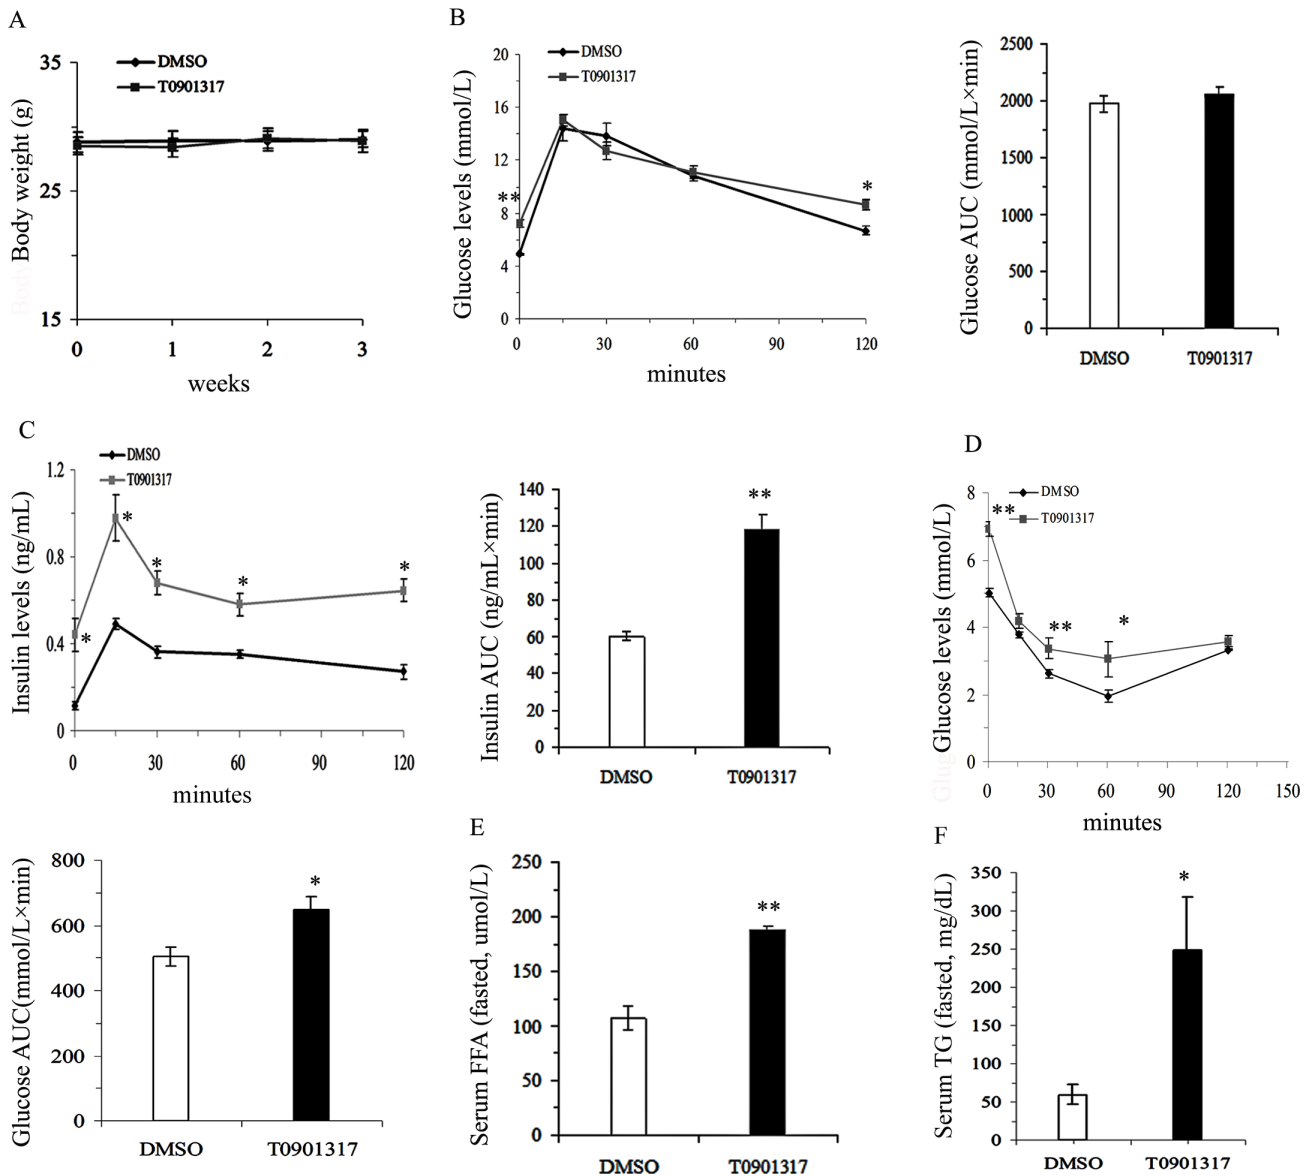 A
35
25
15
Body weight (g)
DMSO
T0901317
0 1 2 3
weeks
B
20
16
12
8
4
0
Glucose levels (mmol/L)
DMSO
T0901317
**
*
0 30 60 90 120
minutes
2500
2000
1500
1000
500
0
Glucose AUC (mmol/L×min)
DMSO T0901317
C
1.2
0.8
0.4
0
Insulin levels (ng/mL)
DMSO
T0901317
*
*
*
*
*
0 30 60 90 120
minutes
140
120
100
80
60
40
20
0
Insulin AUC (ng/mL×min)
**
DMSO T0901317
D
8
6
4
2
0
Glucose levels (mmol/L)
DMSO
T0901317
**
**
*
0 30 60 90 120 150
minutes
800
600
400
200
0
Glucose AUC(mmol/L×min)
*
DMSO T0901317
E
250
200
150
100
50
0
Serum FFA (fasted, umol/L)
**
DMSO T0901317
F
350
300
250
200
150
100
50
0
Serum TG (fasted, mg/dL)
*
DMSO T0901317